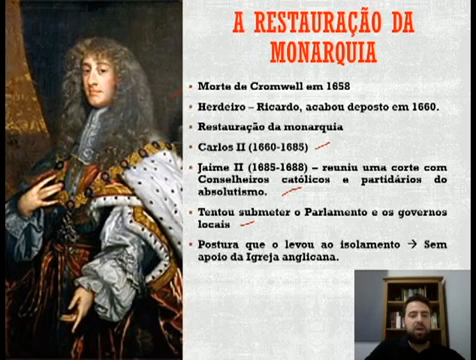 A RESTAURAÇÃO DA
MONARQUIA
Morte de Cromwell em 1658
Herdeiro – Ricardo, acabou deposto em 1660.
Restauração da monarquia
Carlos II (1660-1685)
Jaime II (1685-1688) – reuniu uma corte com
Conselheiros católicos e partidários do
absolutismo.
Tentou submeter o Parlamento e os governos
locais
Postura que o levou ao isolamento → Sem
apoio da Igreja anglicana.